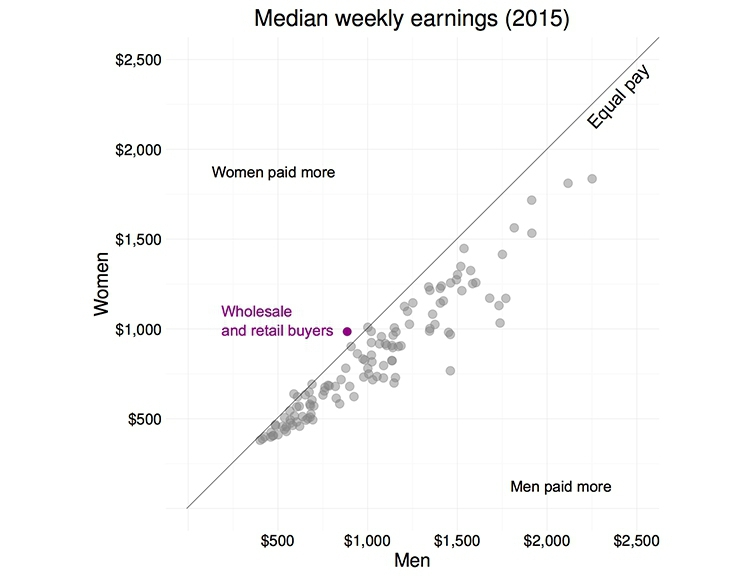 Median weekly earnings (2015)
$2,500
Equal pay
$2,000
Women paid more
$1,500
Women
Wholesale
and retail buyers
$1,000
$500
Men paid more
$500
$1,000
$1,500
$2,000
$2,500
Men